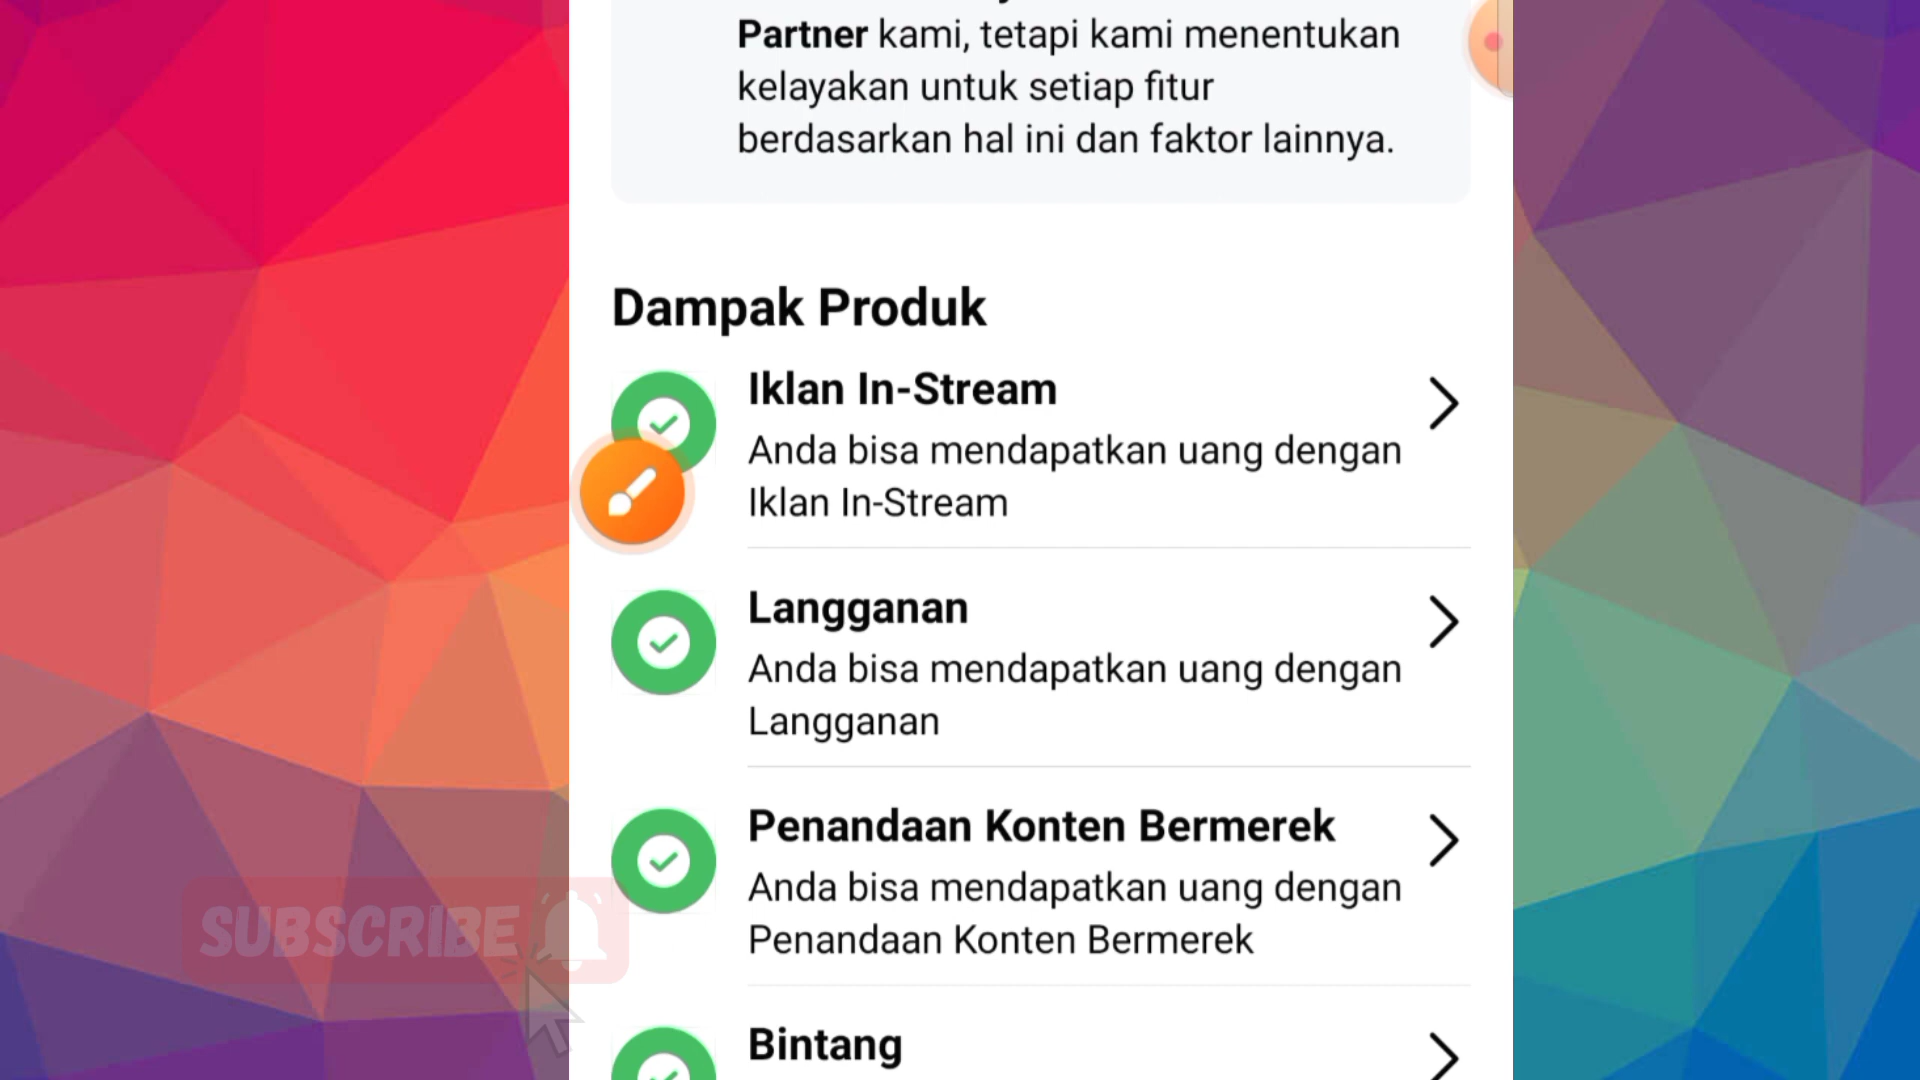 Partner kami, tetapi kami menentukan
kelayakan untuk setiap fitur
berdasarkan hal ini dan faktor lainnya.
Dampak Produk
Iklan In-Stream
Anda bisa mendapatkan uang dengan
Iklan In-Stream
Langganan
Anda bisa mendapatkan uang dengan
Langganan
Penandaan Konten Bermerek
Anda bisa mendapatkan uang dengan
Penandaan Konten Bermerek
SUBSCRIBE
Bintang